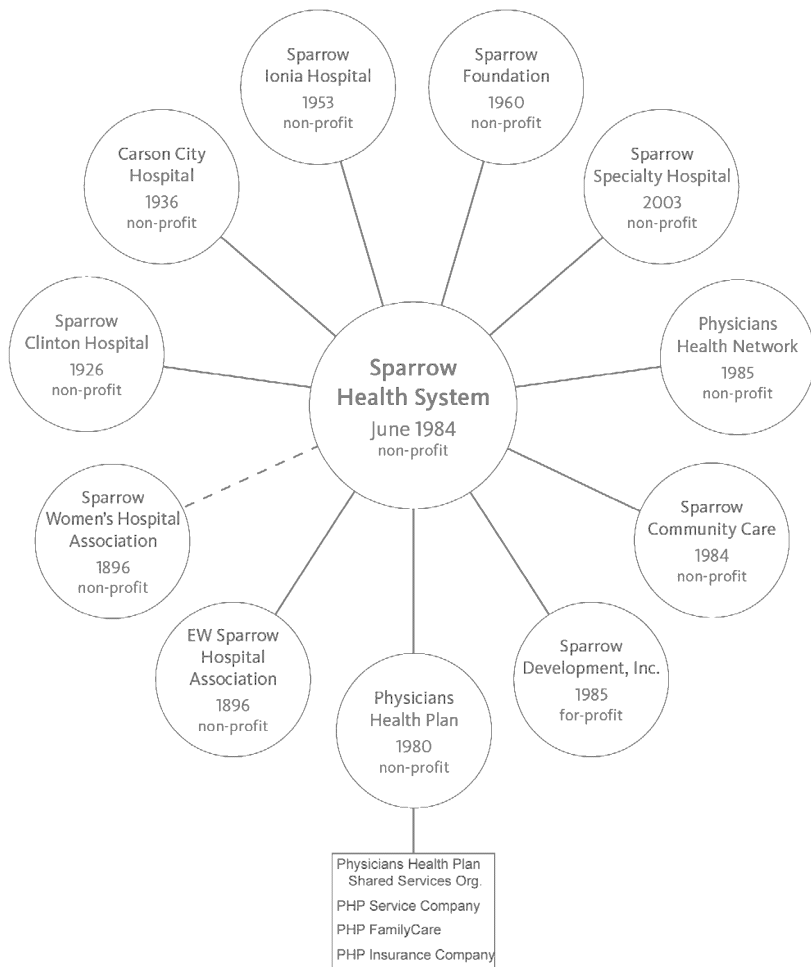 Sparrow
Ionia Hospital
1953
non-profit
Sparrow
Foundation
1960
non-profit
Carson City
Hospital
1936
non-profit
Sparrow
Specialty Hospital
2003
non-profit
Sparrow
Clinton Hospital
1926
non-profit
Physicians
Health Network
1985
non-profit
Sparrow
Health System
June 1984
non-profit
Sparrow
Women's Hospital
Association
1896
non-profit
Sparrow
Community Care
1984
non-profit
EW Sparrow
Hospital
Association
1896
non-profit
Physicians
Health Plan
1980
non-profit
Sparrow
Development, Inc.
1985
for-profit
Physicians Health Plan
Shared Services Org.
PHP Service Company
PHP FamilyCare
PHP Insurance Company